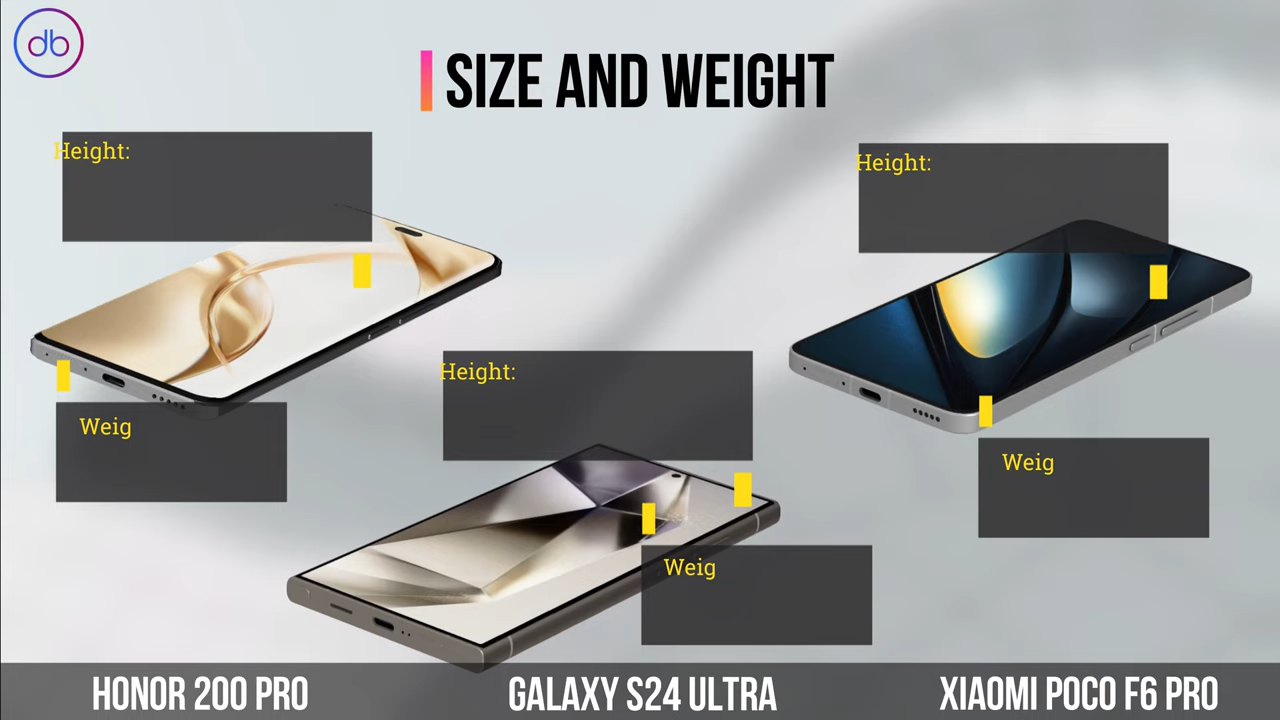 db
SIZE AND WEIGHT
Height:
Height:
Weig
Height:
Weig
Weig
HONOR 200 PRO
GALAXY S24 ULTRA
XIAOMI POCO F6 PRO